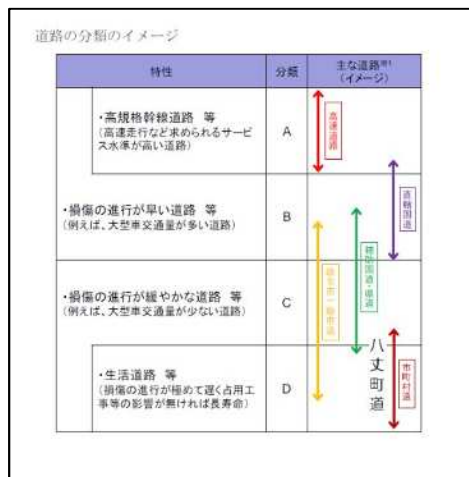 道路の分類のイメージ
特性
分類
主な道路※1
(イメージ)
・高規格幹線道路 等
(高速走行など求められるサービス水準が高い道路)
A
・損傷の進行が早い道路 等
(例えば、大型車交通量が多い道路)
B
・損傷の進行が緩やかな道路 等
(例えば、大型車交通量が少ない道路)
C
・生活道路 等
(損傷の進行が極めて遅く占用工事等の影響が無ければ長寿命)
D
高速道路
直轄国道
補助国道・県道
政令市一般市道
市町村道
八丈町道